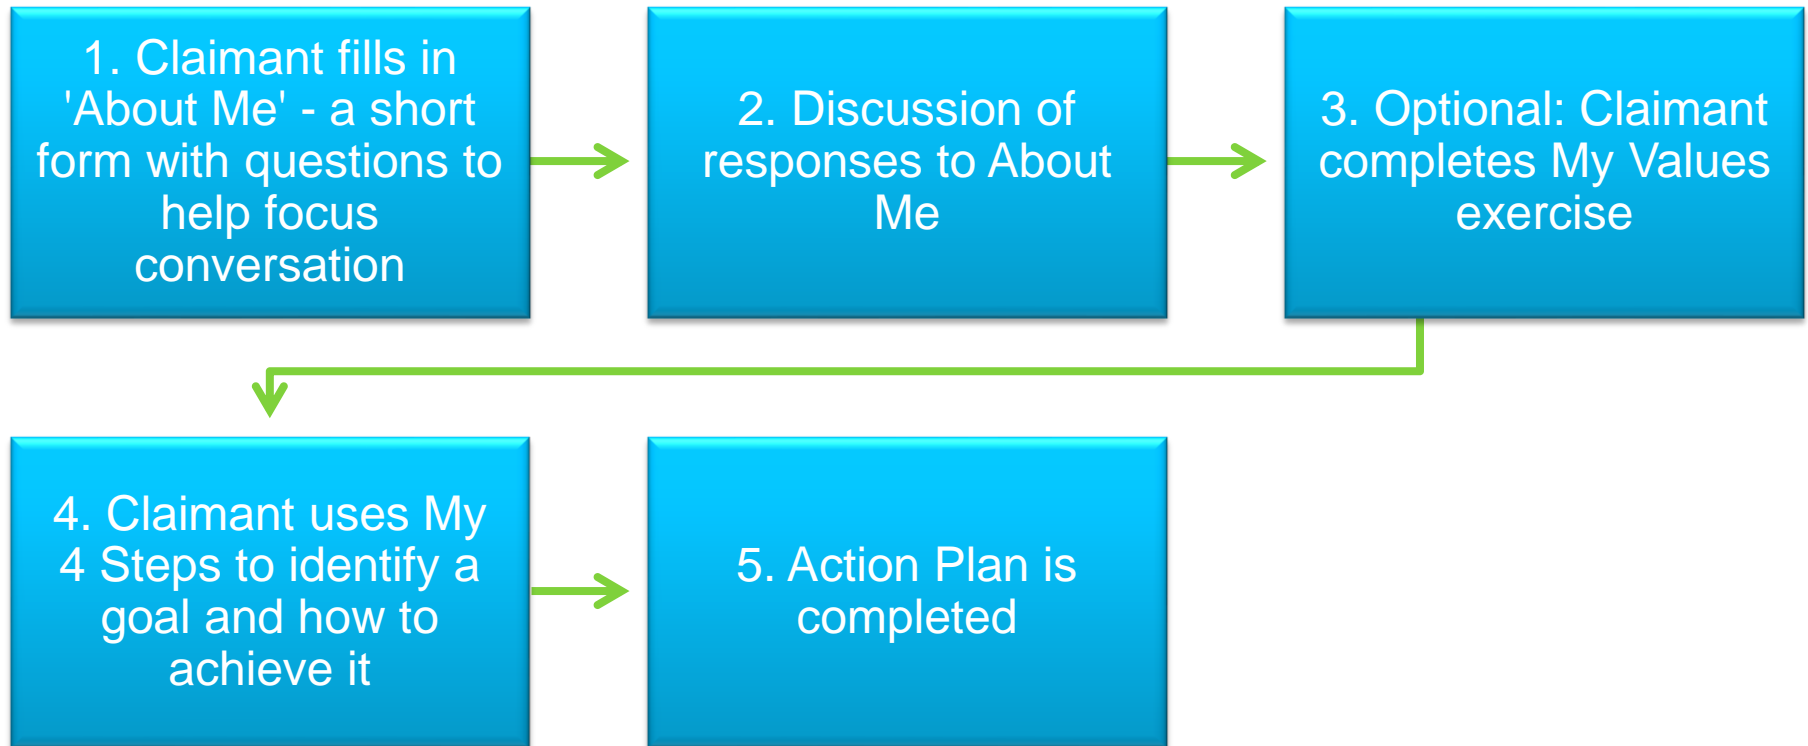 1. Claimant fills in
'About Me' - a short
form with questions to
help focus
conversation
2. Discussion of
responses to About
Me
3. Optional: Claimant
completes My Values
exercise
4. Claimant uses My
4 Steps to identify a
goal and how to
achieve it
5. Action Plan is
completed